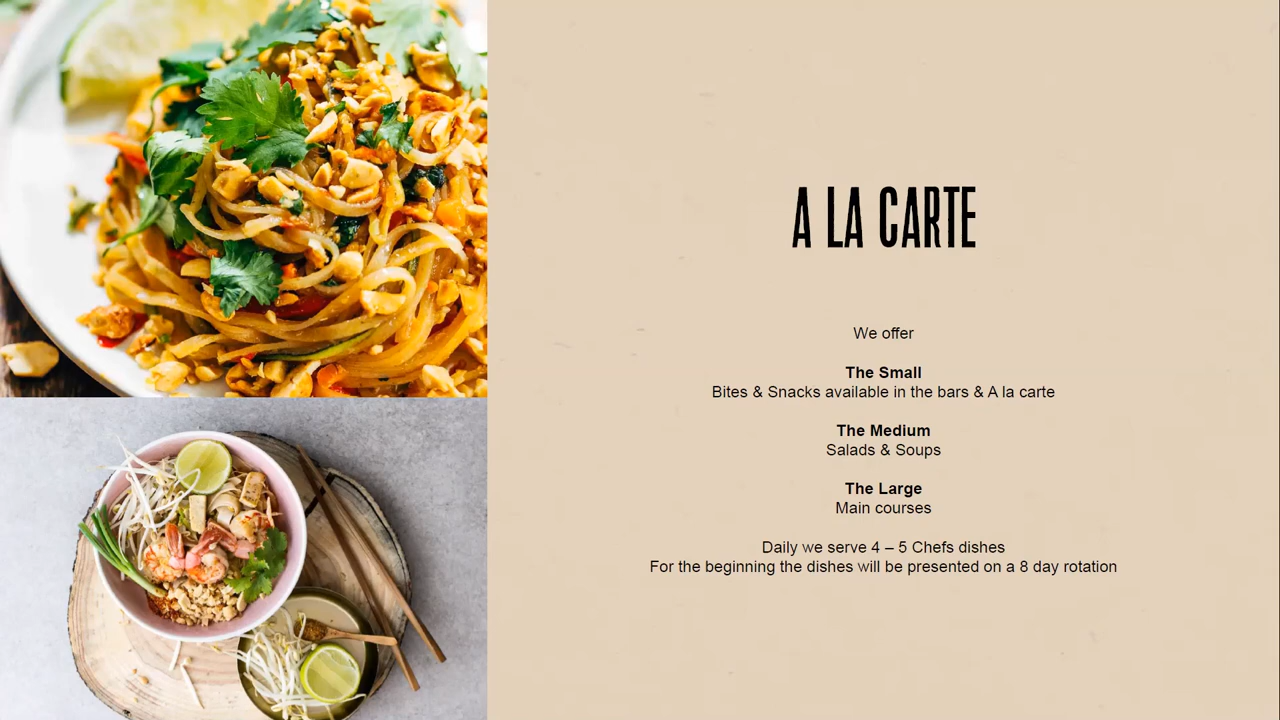 A LA CARTE
We offer
The Small
Bites & Snacks available in the bars & A la carte
The Medium
Salads & Soups
The Large
Main courses
Daily we serve 4 – 5 Chefs dishes
For the beginning the dishes will be presented on a 8 day rotation